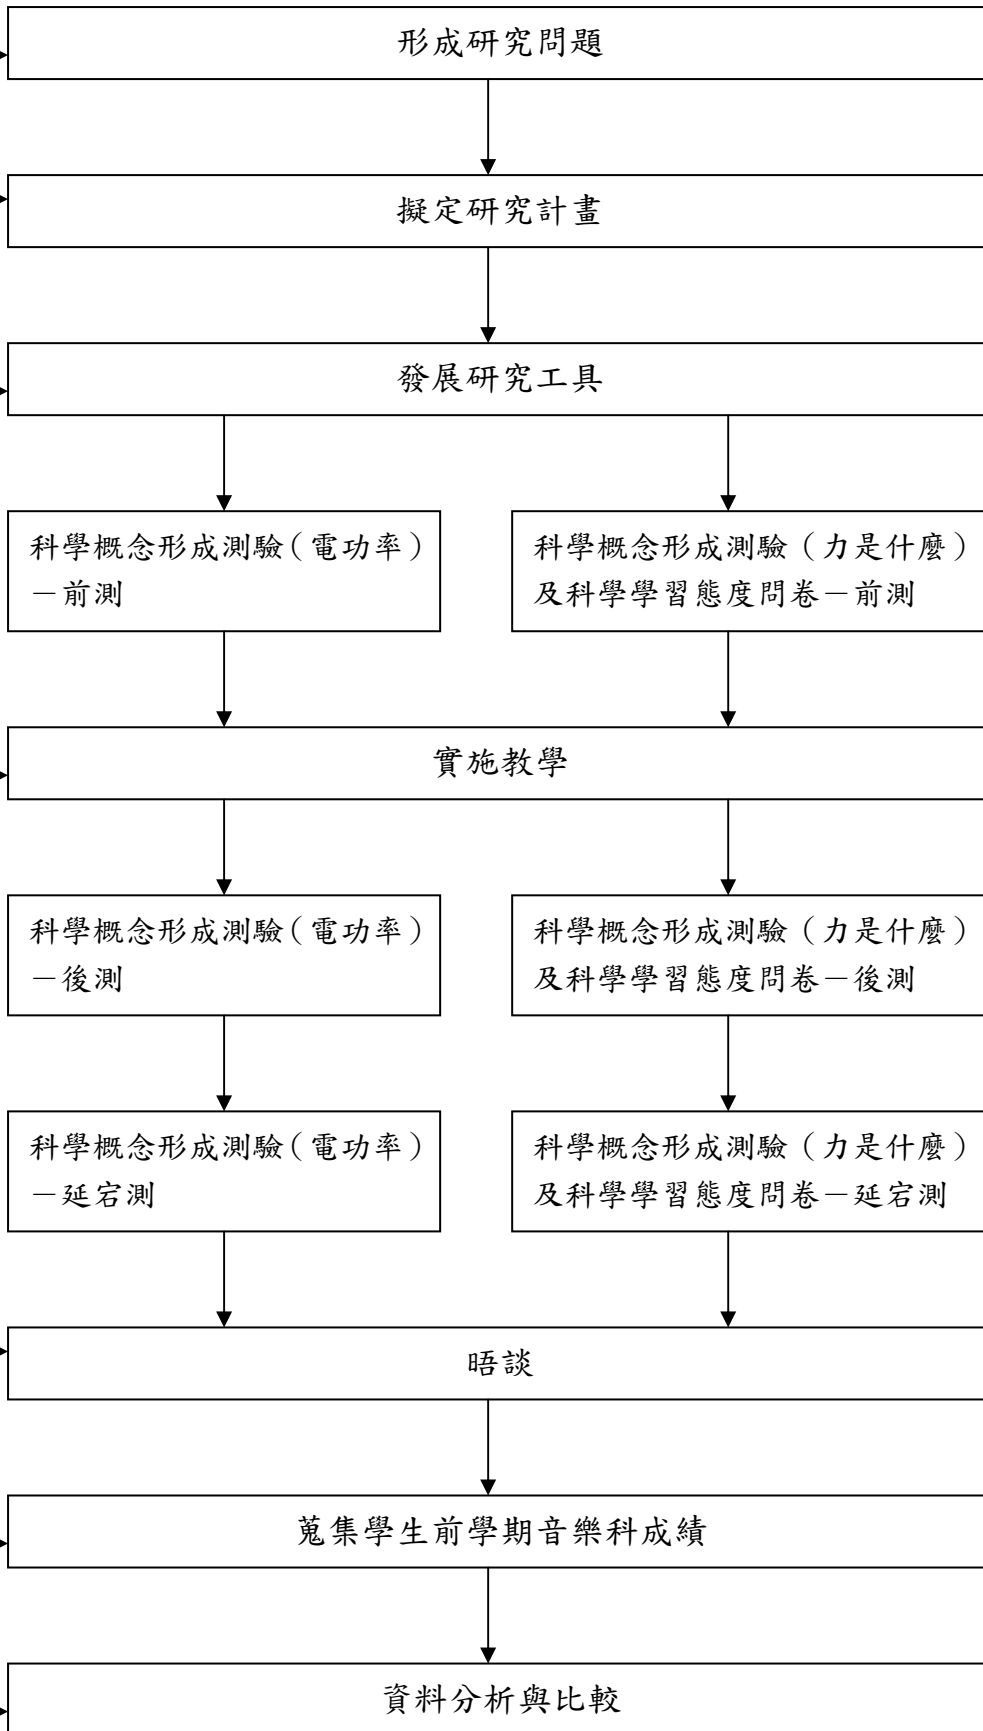 形成研究問題
擬定研究計畫
發展研究工具
科學概念形成測驗（電功率）
－前測
科學概念形成測驗（力是什麼）
及科學學習態度問卷－前測
實施教學
科學概念形成測驗（電功率）
－後測
科學概念形成測驗（力是什麼）
及科學學習態度問卷－後測
科學概念形成測驗（電功率）
－延宕測
科學概念形成測驗（力是什麼）
及科學學習態度問卷－延宕測
晤談
蒐集學生前學期音樂科成績
資料分析與比較